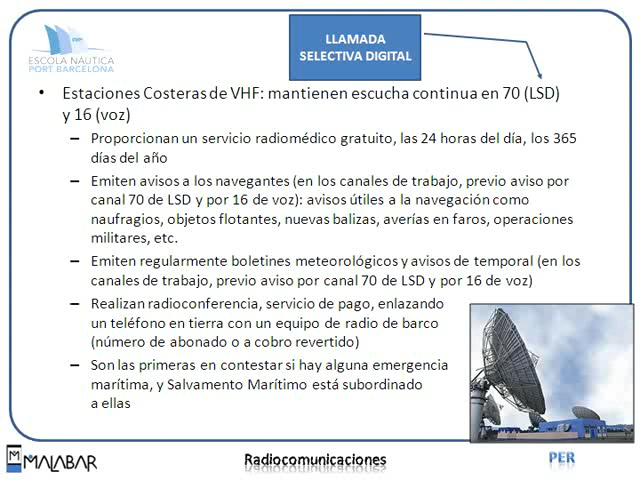 ESCOLA NÀUTICA
PORT BARCELONA
LLAMADA
SELECTIVA DIGITAL
• Estaciones Costeras de VHF: mantienen escucha continua en 70 (LSD)
y 16 (voz)
– Proporcionan un servicio radiomédico gratuito, las 24 horas del día, los 365
días del año
– Emiten avisos a los navegantes (en los canales de trabajo, previo aviso por
canal 70 de LSD y por 16 de voz): avisos útiles a la navegación como
naufragios, objetos flotantes, nuevas balizas, averías en faros, operaciones
militares, etc.
– Emiten regularmente boletines meteorológicos y avisos de temporal (en los
canales de trabajo, previo aviso por canal 70 de LSD y por 16 de voz)
– Realizan radioconferencia, servicio de pago, enlazando
un teléfono en tierra con un equipo de radio de barco
(número de abonado o a cobro revertido)
– Son las primeras en contestar si hay alguna emergencia
marítima, y Salvamento Marítimo está subordinado
a ellas
M MALABAR
Radiocomunicaciones
PER